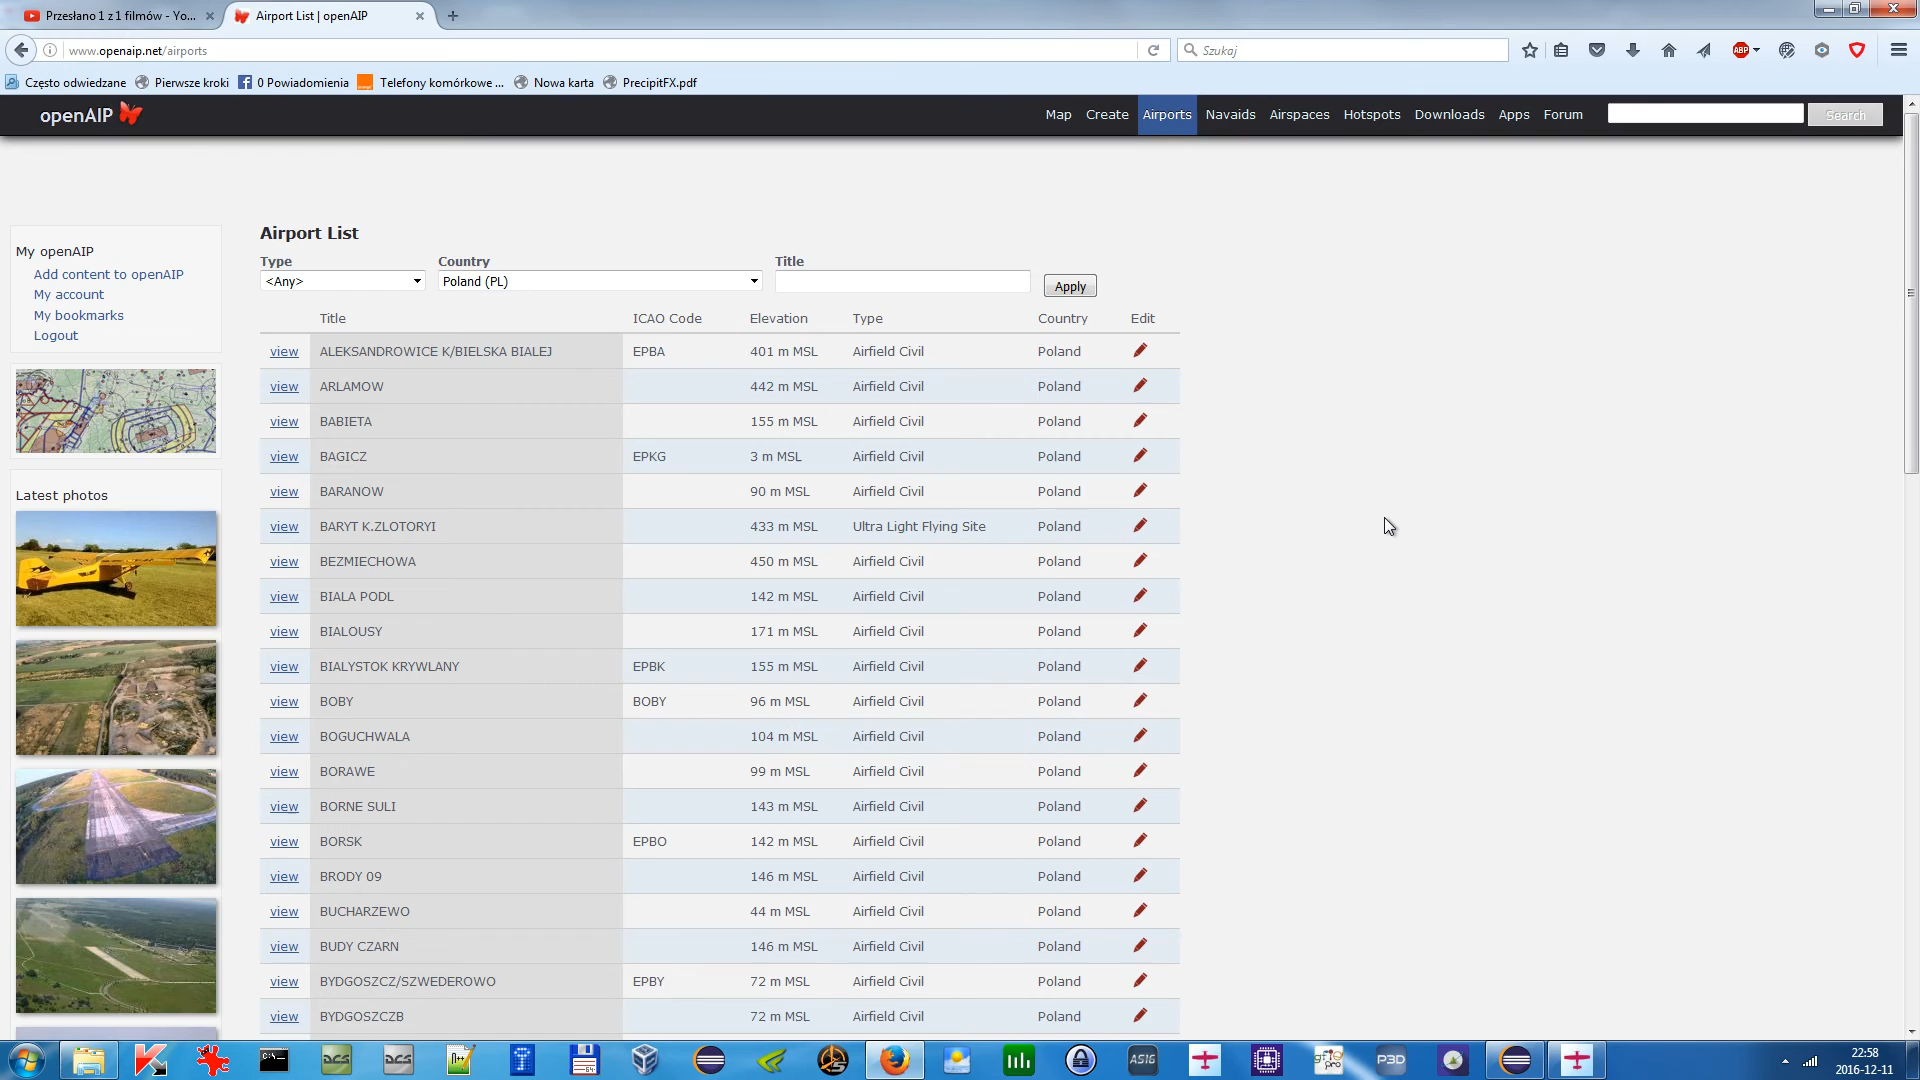 Przesłano 1 z 1 filmów - Yo...
Airport List | openAIP
www.openaip.net/airports
Szukaj
ABP
Często odwiedzane
Pierwsze kroki
0 Powiadomienia
Telefony komórkowe ...
Nowa karta
PrecipitFX.pdf
openAIP
Map Create Airports Navaids Airspaces Hotspots Downloads Apps Forum
Search
My openAIP
Add content to openAIP
My account
My bookmarks
Logout
Latest photos
Airport List
Type Country Title
<Any> Poland (PL) Apply
Title ICAO Code Elevation Type Country Edit
view ALEKSANDROWICE K/BIELSKA BIALEJ EPBA 401 m MSL Airfield Civil Poland
view ARLAMOW 442 m MSL Airfield Civil Poland
view BABIETA 155 m MSL Airfield Civil Poland
view BAGICZ EPKG 3 m MSL Airfield Civil Poland
view BARANOW 90 m MSL Airfield Civil Poland
view BARYT K.ZLOTORYI 433 m MSL Ultra Light Flying Site Poland
view BEZMIECHOWA 450 m MSL Airfield Civil Poland
view BIALA PODL 142 m MSL Airfield Civil Poland
view BIALOUSY 171 m MSL Airfield Civil Poland
view BIALYSTOK KRYWLANY EPBK 155 m MSL Airfield Civil Poland
view BOBY BOBY 96 m MSL Airfield Civil Poland
view BOGUCHWALA 104 m MSL Airfield Civil Poland
view BORAWE 99 m MSL Airfield Civil Poland
view BORNE SULI 143 m MSL Airfield Civil Poland
view BORSK EPBO 142 m MSL Airfield Civil Poland
view BRODY 09 146 m MSL Airfield Civil Poland
view BUCHARZEWO 44 m MSL Airfield Civil Poland
view BUDY CZARN 146 m MSL Airfield Civil Poland
view BYDGOSZCZ/SZWEDEROWO EPBY 72 m MSL Airfield Civil Poland
view BYDGOSZCZB 72 m MSL Airfield Civil Poland
C:\_
DCS
DCS
64
ASIG
P3D
22:58
2016-12-11